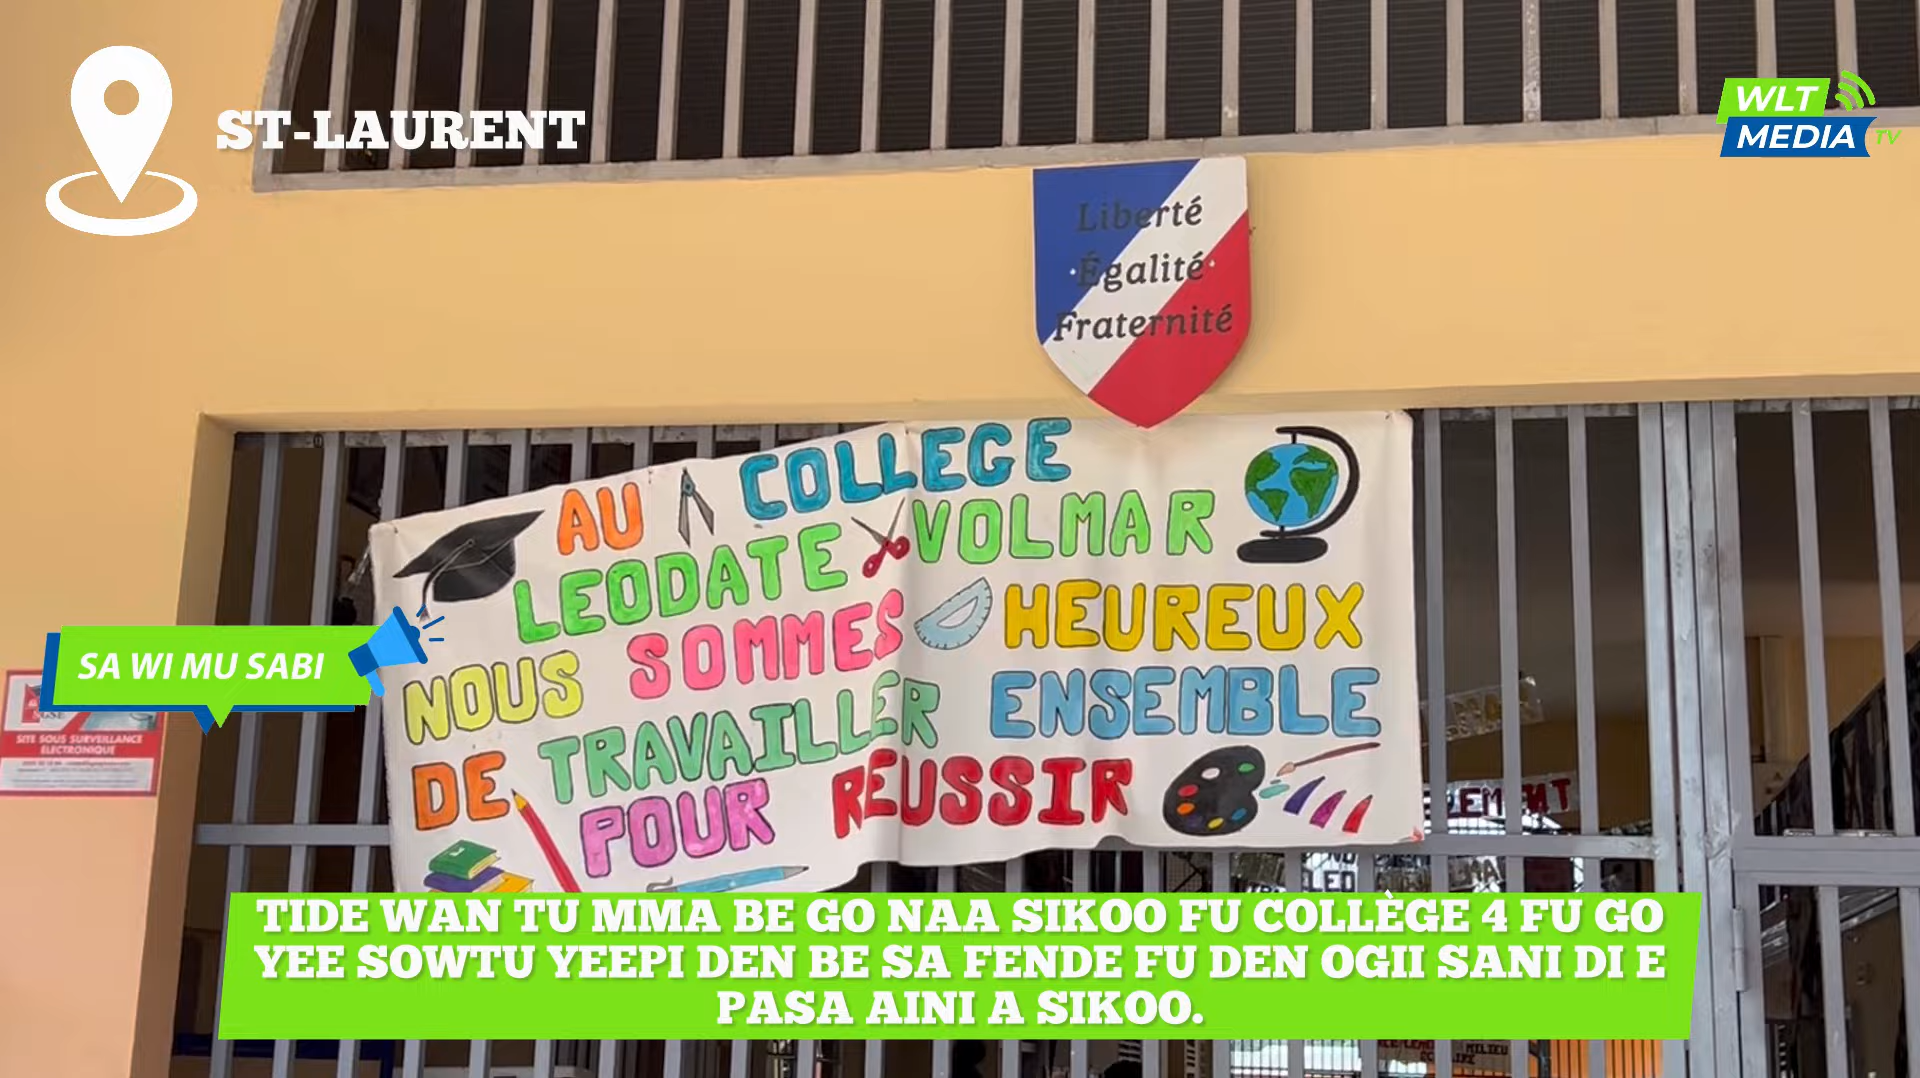 ST-LAURENT
WLT
MEDIA TV
Liberté
·Égalité·
Fraternité
AU COLLEGE
LEODATE VOLMAR
NOUS SOMMES HEUREUX
DE TRAVAILLER ENSEMBLE
POUR REUSSIR
SA WI MU SABI
SITE SOUS SURVEILLANCE
ELECTRONIQUE
TIDE WAN TU MMA BE GO NAA SIKOO FU COLLÈGE 4 FU GO
YEE SOWTU YEEPI DEN BE SA FENDE FU DEN OGII SANI DI E
PASA AINI A SIKOO.